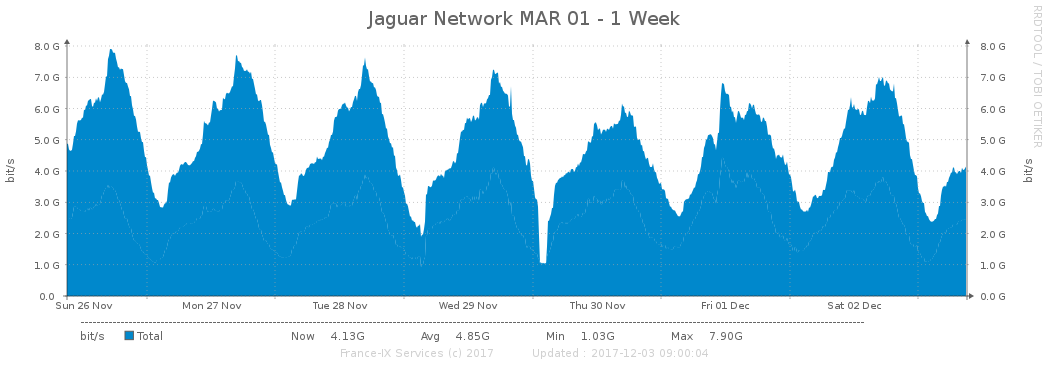 Jaguar Network MAR 01 - 1 Week
RRDTOOL / TOBI OETIKER
8.0 G 8.0 G
7.0 G 7.0 G
6.0 G 6.0 G
5.0 G 5.0 G
4.0 G 4.0 G
3.0 G 3.0 G
2.0 G 2.0 G
1.0 G 1.0 G
0.0 0.0 G
bit/s bit/s
Sun 26 Nov Mon 27 Nov Tue 28 Nov Wed 29 Nov Thu 30 Nov Fri 01 Dec Sat 02 Dec
bit/s Total Now 4.13G Avg 4.85G Min 1.03G Max 7.90G
France-IX Services (c) 2017 Updated : 2017-12-03 09:00:04